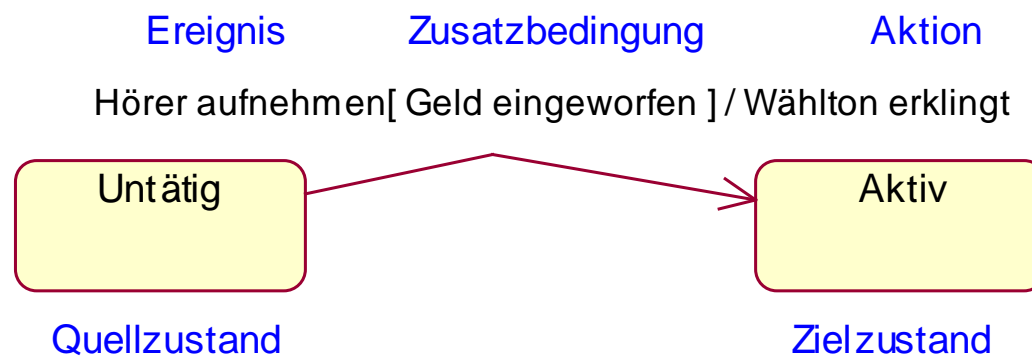 Ereignis Zusatzbedingung Aktion
Hörer aufnehmen[ Geld eingeworfen ] / Wählton erklingt
Untätig Aktiv
Quellzustand Zielzustand